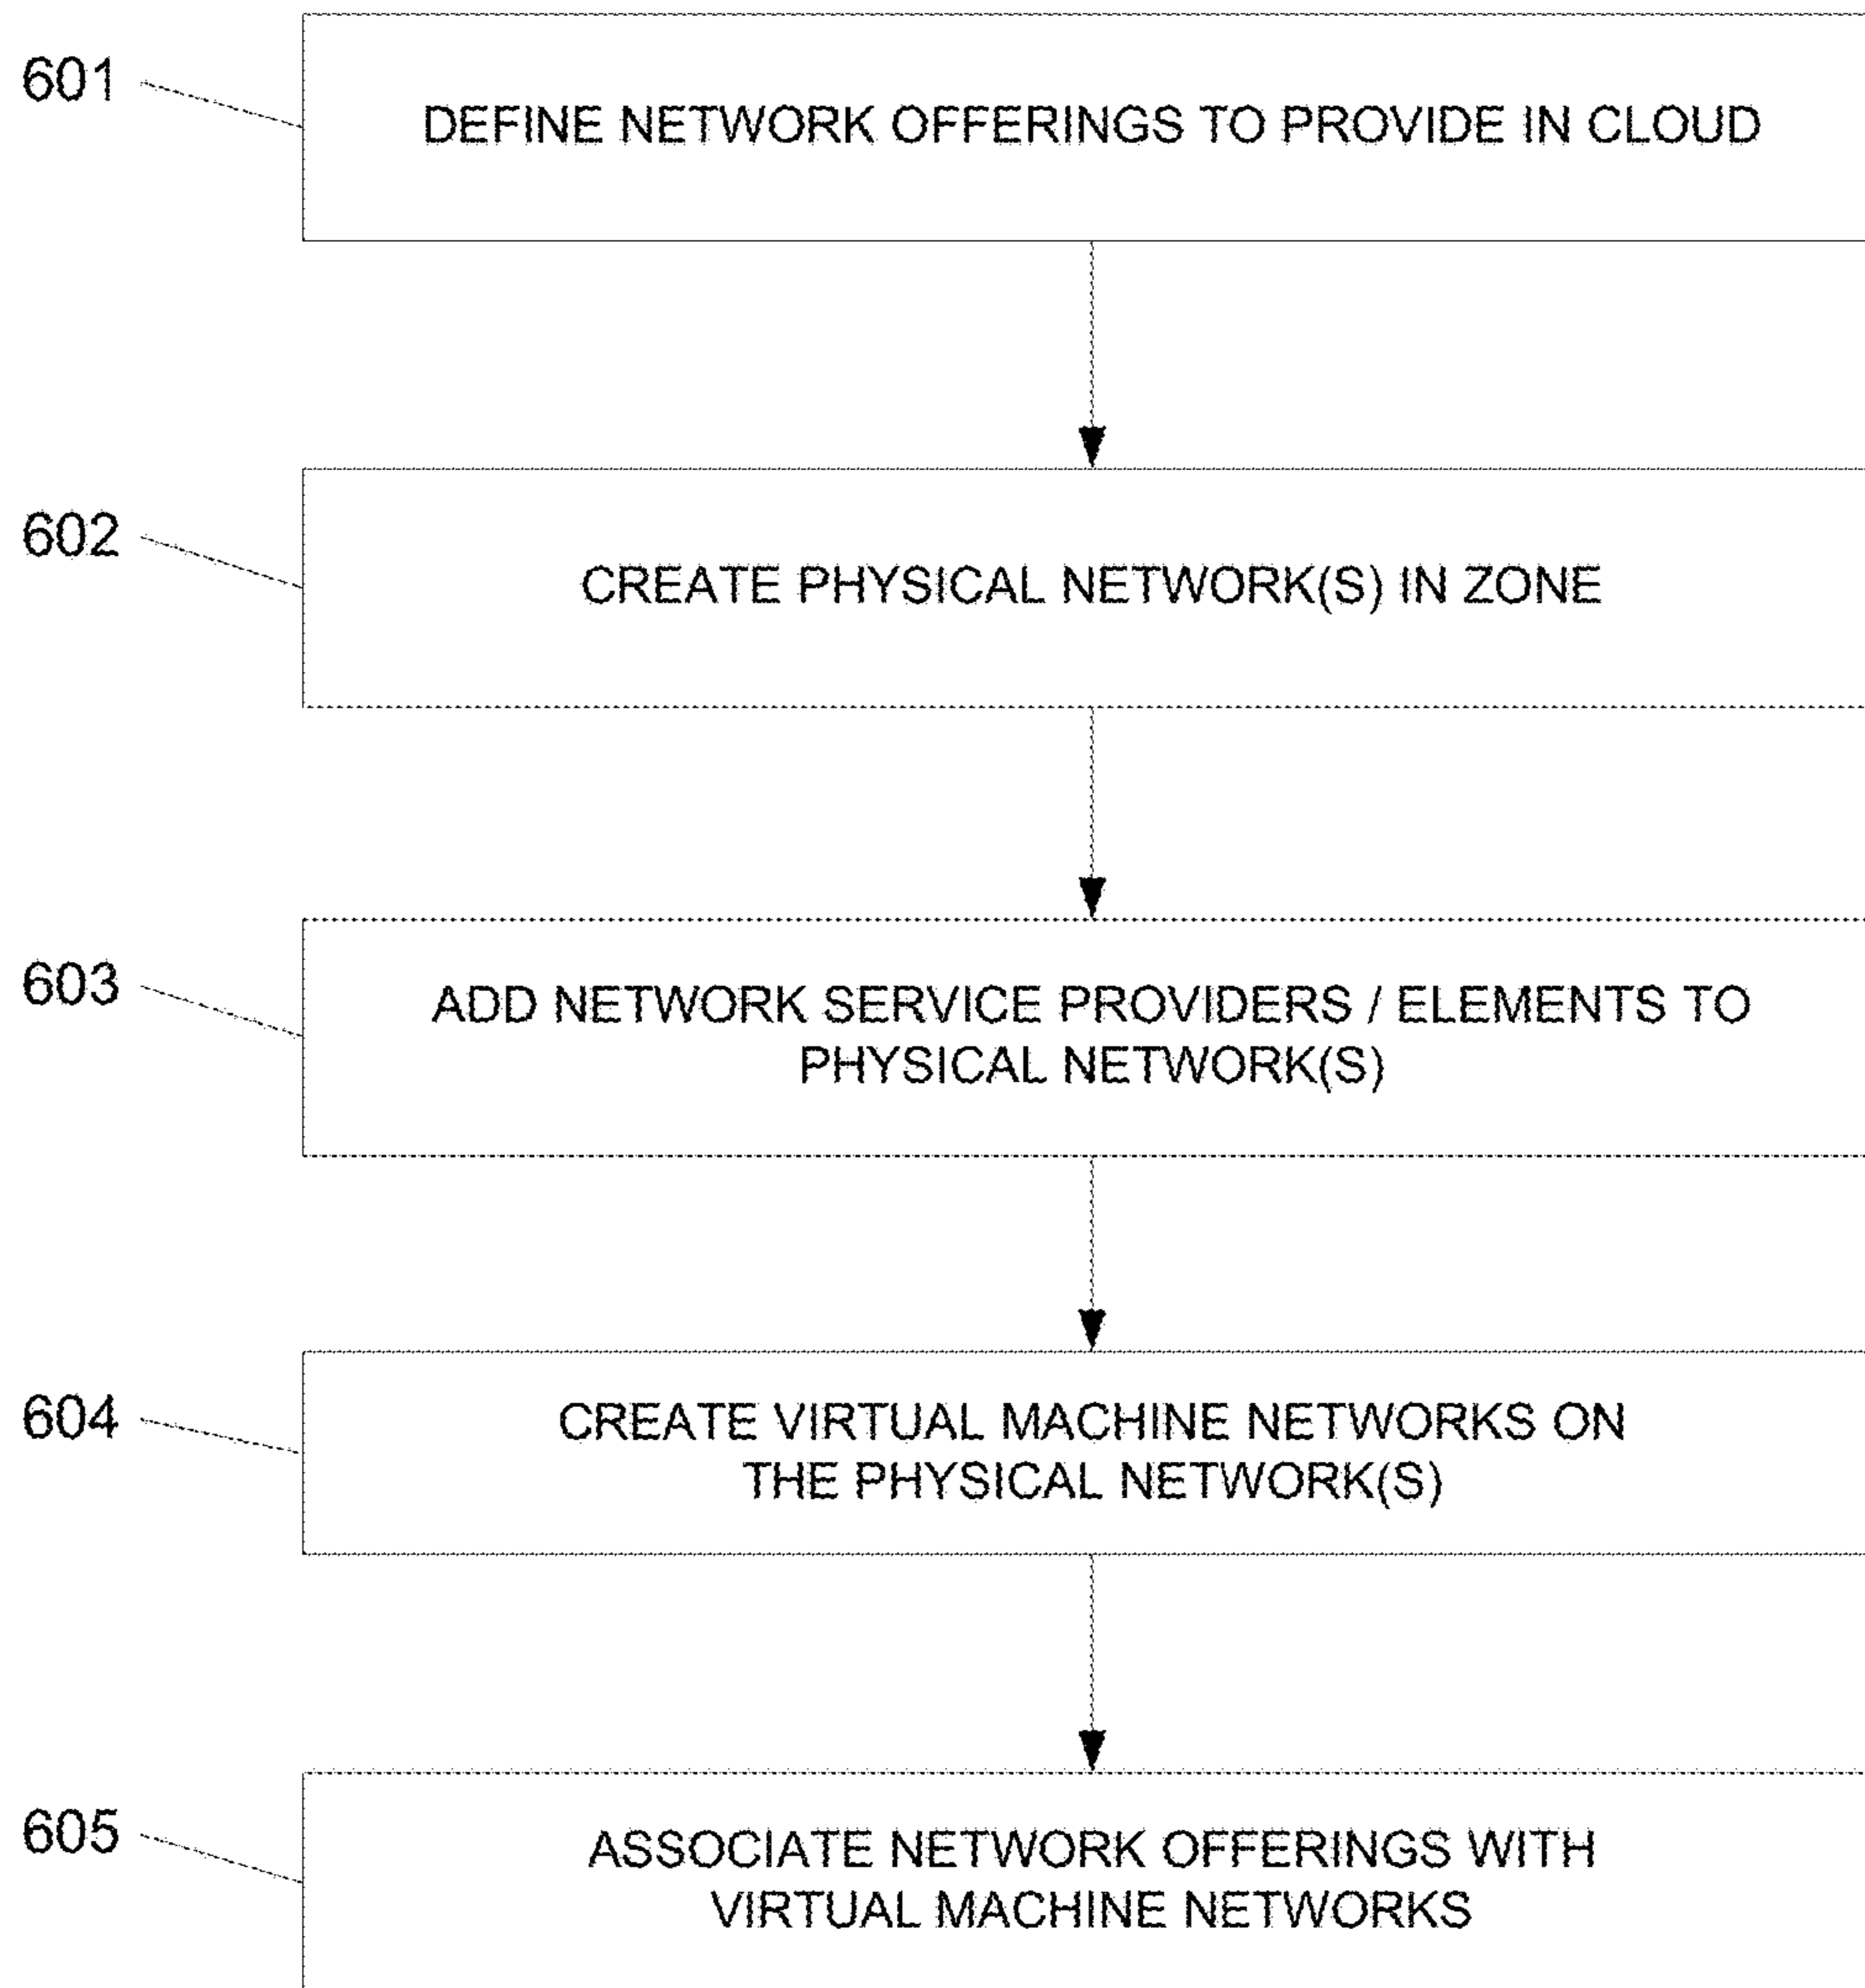 601
DEFINE NETWORK OFFERINGS TO PROVIDE IN CLOUD
602
CREATE PHYSICAL NETWORK(S) IN ZONE
603
ADD NETWORK SERVICE PROVIDERS / ELEMENTS TO
PHYSICAL NETWORK(S)
604
CREATE VIRTUAL MACHINE NETWORKS ON
THE PHYSICAL NETWORK(S)
605
ASSOCIATE NETWORK OFFERINGS WITH
VIRTUAL MACHINE NETWORKS